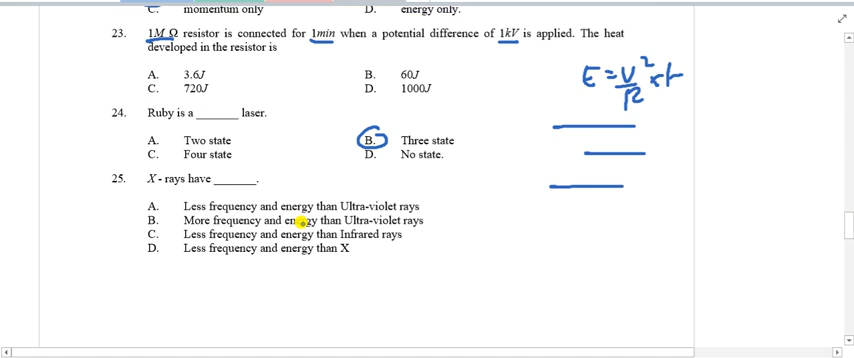 C. momentum only D. energy only.
23. 1M Ω resistor is connected for 1min when a potential difference of 1kV is applied. The heat
developed in the resistor is
A. 3.6J B. 60J
C. 720J D. 1000J
E = V²/R × t
24. Ruby is a ______ laser.
A. Two state B. Three state
C. Four state D. No state.
25. X - rays have ______.
A. Less frequency and energy than Ultra-violet rays
B. More frequency and energy than Ultra-violet rays
C. Less frequency and energy than Infrared rays
D. Less frequency and energy than X